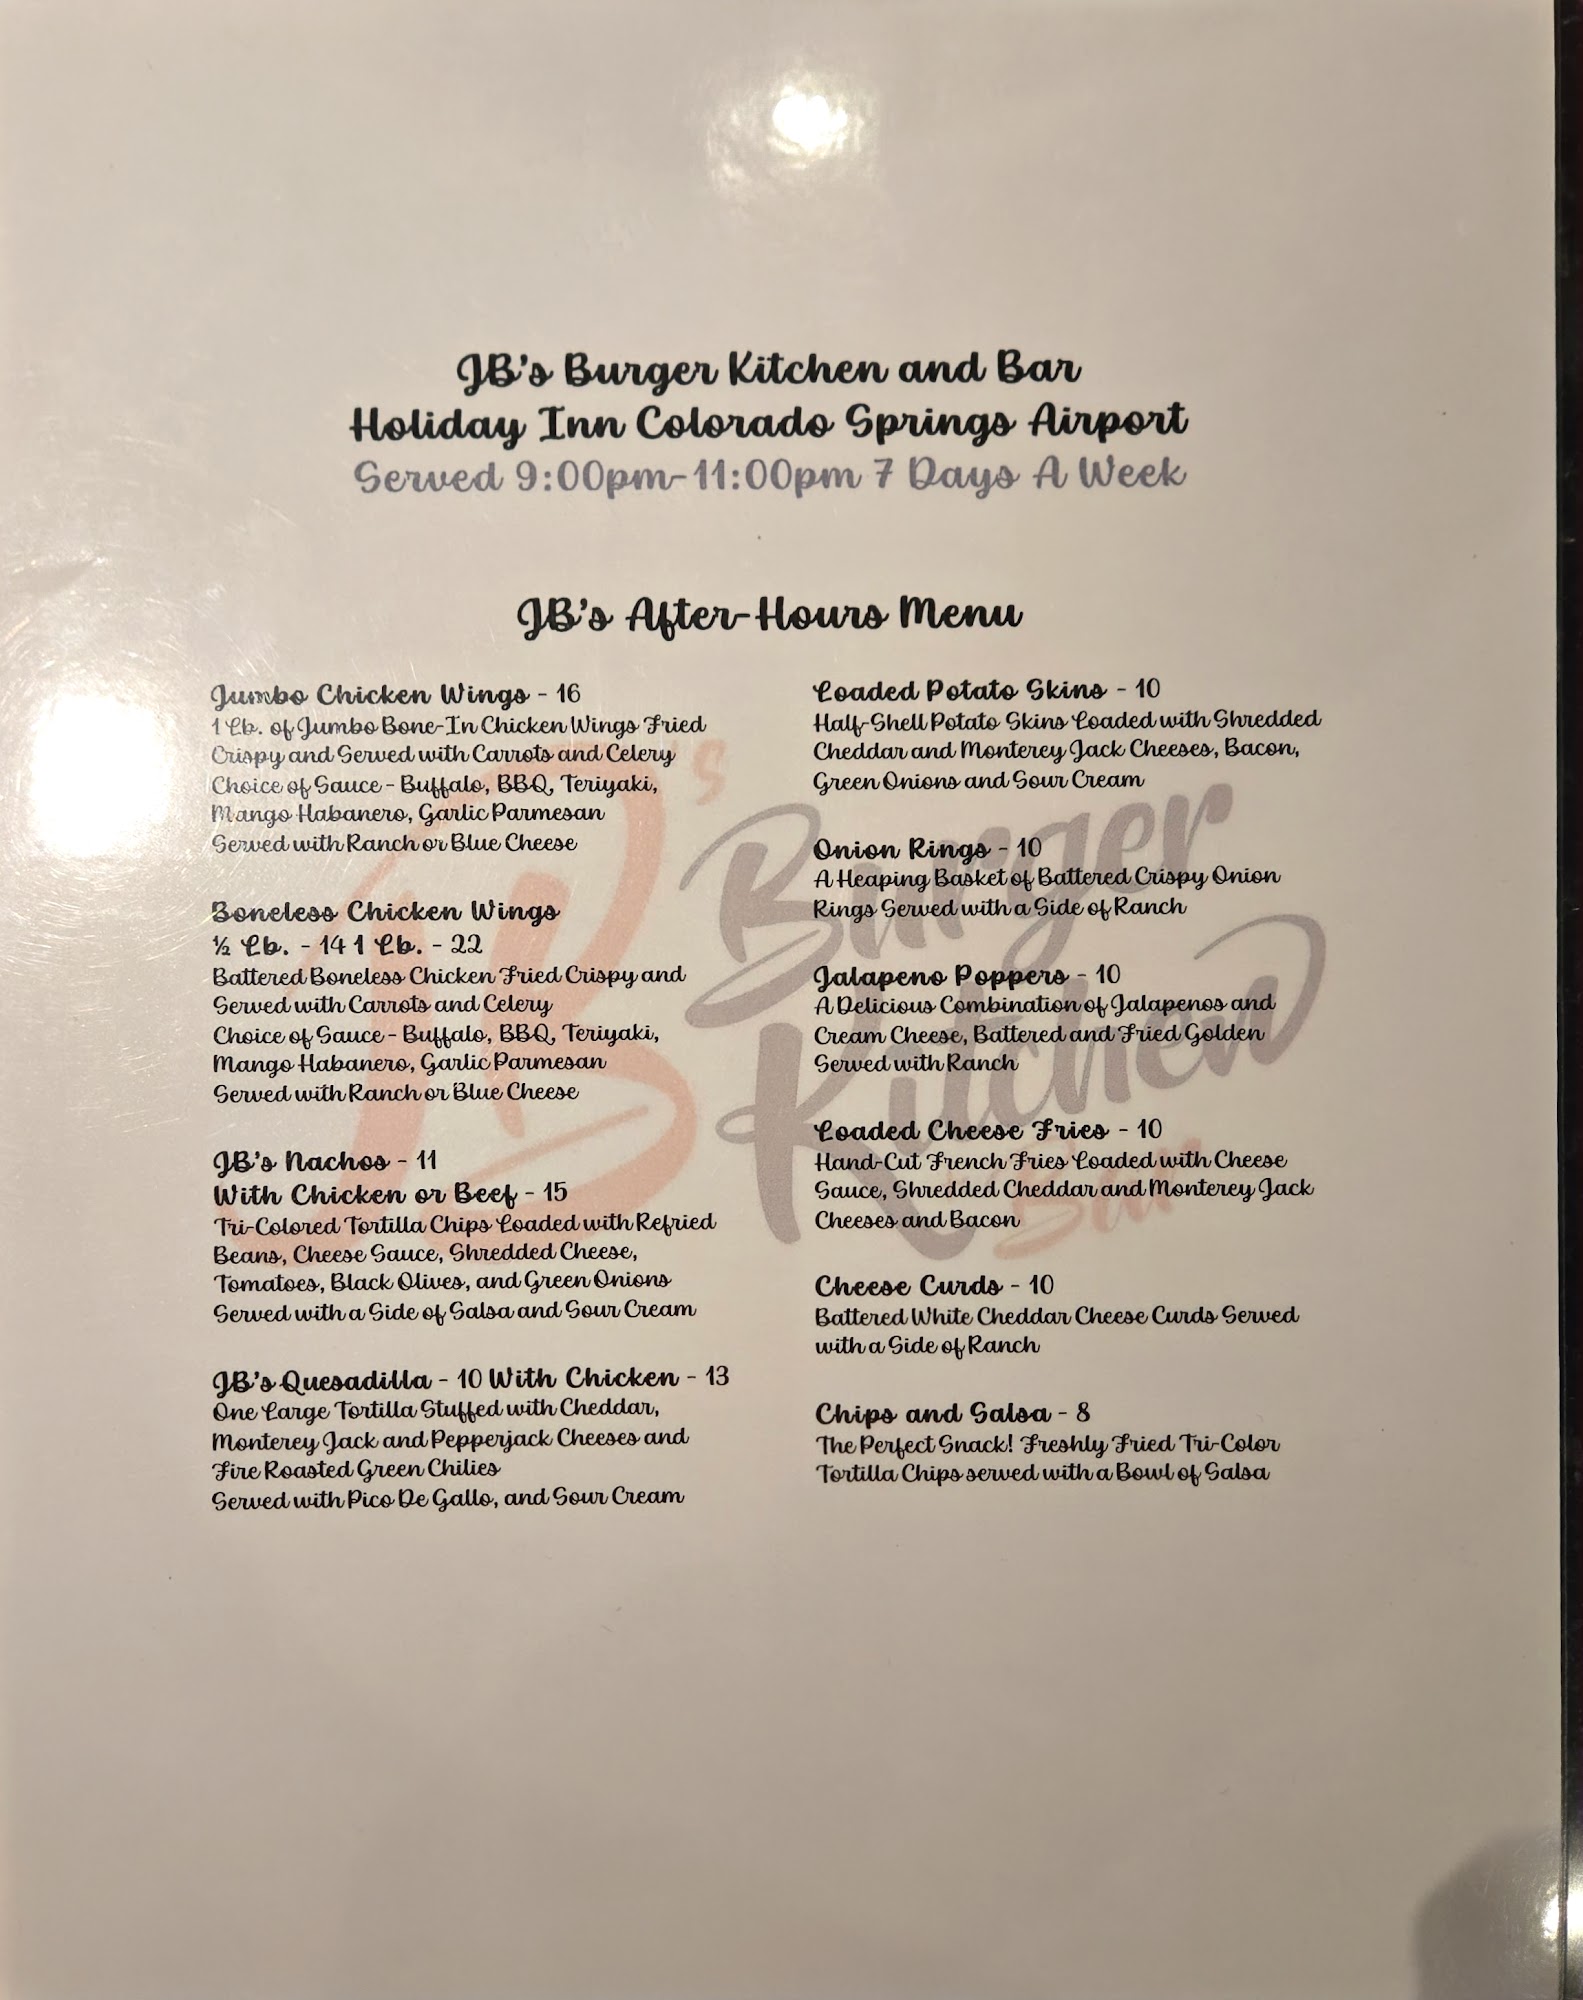 JB's Burger Kitchen and Bar
Holiday Inn Colorado Springs Airport
Served 9:00pm-11:00pm 7 Days A Week
JB's After-Hours Menu
Jumbo Chicken Wings - 16
1 Lb. of Jumbo Bone-In Chicken Wings Fried
Crispy and Served with Carrots and Celery
Choice of Sauce - Buffalo, BBQ, Teriyaki,
Mango Habanero, Garlic Parmesan
Served with Ranch or Blue Cheese
Boneless Chicken Wings
½ Lb. - 14 1 Lb. - 22
Battered Boneless Chicken Fried Crispy and
Served with Carrots and Celery
Choice of Sauce - Buffalo, BBQ, Teriyaki,
Mango Habanero, Garlic Parmesan
Served with Ranch or Blue Cheese
JB's Nachos - 11
With Chicken or Beef - 15
Tri-Colored Tortilla Chips Loaded with Refried
Beans, Cheese Sauce, Shredded Cheese,
Tomatoes, Black Olives, and Green Onions
Served with a Side of Salsa and Sour Cream
JB's Quesadilla - 10 With Chicken - 13
One Large Tortilla Stuffed with Cheddar,
Monterey Jack and Pepperjack Cheeses and
Fire Roasted Green Chilies
Served with Pico De Gallo, and Sour Cream
Loaded Potato Skins - 10
Half-Shell Potato Skins Loaded with Shredded
Cheddar and Monterey Jack Cheeses, Bacon,
Green Onions and Sour Cream
Onion Rings - 10
A Heaping Basket of Battered Crispy Onion
Rings Served with a Side of Ranch
Jalapeno Poppers - 10
A Delicious Combination of Jalapenos and
Cream Cheese, Battered and Fried Golden
Served with Ranch
Loaded Cheese Fries - 10
Hand-Cut French Fries Loaded with Cheese
Sauce, Shredded Cheddar and Monterey Jack
Cheeses and Bacon
Cheese Curds - 10
Battered White Cheddar Cheese Curds Served
with a Side of Ranch
Chips and Salsa - 8
The Perfect Snack! Freshly Fried Tri-Color
Tortilla Chips served with a Bowl of Salsa
JB's
Burger
Kitchen
Bar